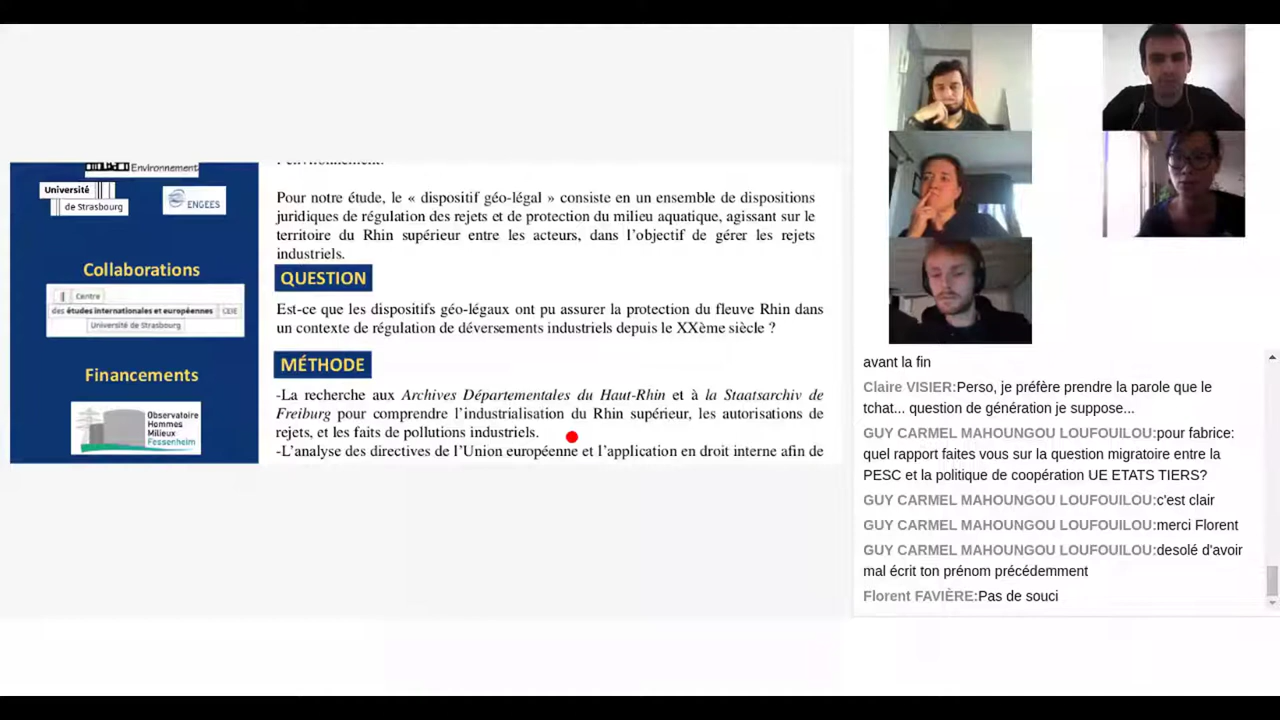 Environnement
Université
de Strasbourg
ENGEES
Collaborations
Centre
des études internationales et européennes CEIE
Université de Strasbourg
Financements
Observatoire
Hommes
Milieux
Fessenheim
l'environnement.
Pour notre étude, le « dispositif géo-légal » consiste en un ensemble de dispositions
juridiques de régulation des rejets et de protection du milieu aquatique, agissant sur le
territoire du Rhin supérieur entre les acteurs, dans l'objectif de gérer les rejets
industriels.
QUESTION
Est-ce que les dispositifs géo-légaux ont pu assurer la protection du fleuve Rhin dans
un contexte de régulation de déversements industriels depuis le XXème siècle ?
MÉTHODE
-La recherche aux Archives Départementales du Haut-Rhin et à la Staatsarchiv de
Freiburg pour comprendre l'industrialisation du Rhin supérieur, les autorisations de
rejets, et les faits de pollutions industriels.
-L'analyse des directives de l'Union européenne et l'application en droit interne afin de
avant la fin
Claire VISIER:Perso, je préfère prendre la parole que le
tchat... question de génération je suppose...
GUY CARMEL MAHOUNGOU LOUFOUILOU:pour fabrice:
quel rapport faites vous sur la question migratoire entre la
PESC et la politique de coopération UE ETATS TIERS?
GUY CARMEL MAHOUNGOU LOUFOUILOU:c'est clair
GUY CARMEL MAHOUNGOU LOUFOUILOU:merci Florent
GUY CARMEL MAHOUNGOU LOUFOUILOU:desolé d'avoir
mal écrit ton prénom précédemment
Florent FAVIÈRE:Pas de souci